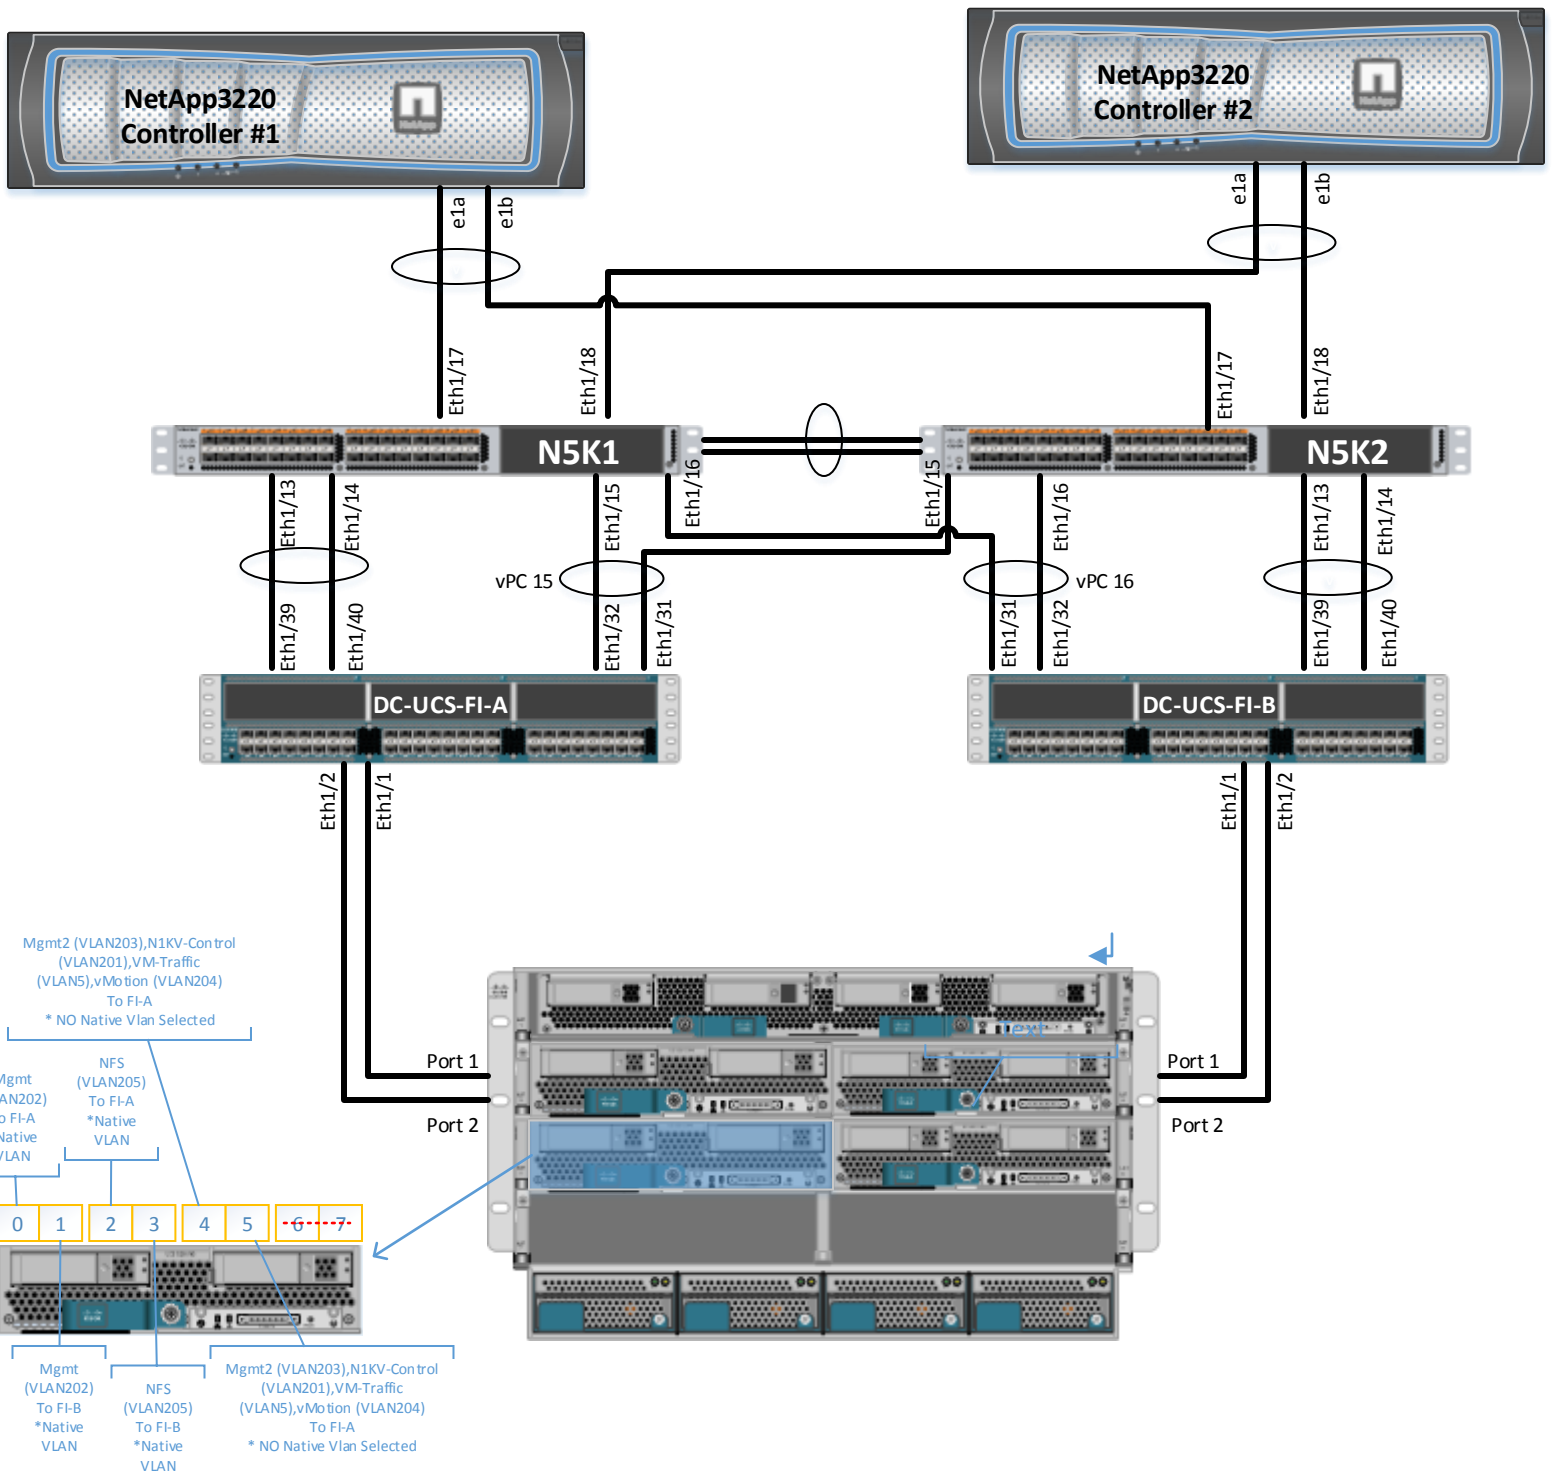 NetApp3220
Controller #1
NetApp3220
Controller #2
e1a
e1b
e1a
e1b
Eth1/17
Eth1/18
Eth1/17
Eth1/18
N5K1
N5K2
Eth1/13
Eth1/14
Eth1/15
Eth1/16
Eth1/15
Eth1/16
Eth1/13
Eth1/14
vPC 15
vPC 16
Eth1/39
Eth1/40
Eth1/32
Eth1/31
Eth1/31
Eth1/32
Eth1/39
Eth1/40
DC-UCS-FI-A
DC-UCS-FI-B
Eth1/2
Eth1/1
Eth1/1
Eth1/2
Mgmt2 (VLAN203),N1KV-Control
(VLAN201),VM-Traffic
(VLAN5),vMotion (VLAN204)
To FI-A
* NO Native Vlan Selected
Text
Port 1
Port 2
Port 1
Port 2
NFS
(VLAN205)
To FI-A
*Native
VLAN
Mgmt
AN202)
o FI-A
Native
VLAN
0 1 2 3 4 5 6 7
Mgmt
(VLAN202)
To FI-B
*Native
VLAN
NFS
(VLAN205)
To FI-B
*Native
VLAN
Mgmt2 (VLAN203),N1KV-Control
(VLAN201),VM-Traffic
(VLAN5),vMotion (VLAN204)
To FI-A
* NO Native Vlan Selected